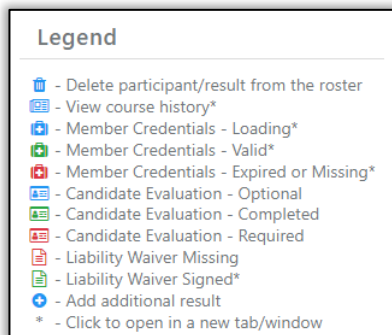 Legend
- Delete participant/result from the roster
- View course history*
- Member Credentials - Loading*
- Member Credentials - Valid*
- Member Credentials - Expired or Missing*
- Candidate Evaluation - Optional
- Candidate Evaluation - Completed
- Candidate Evaluation - Required
- Liability Waiver Missing
- Liability Waiver Signed*
- Add additional result
* - Click to open in a new tab/window